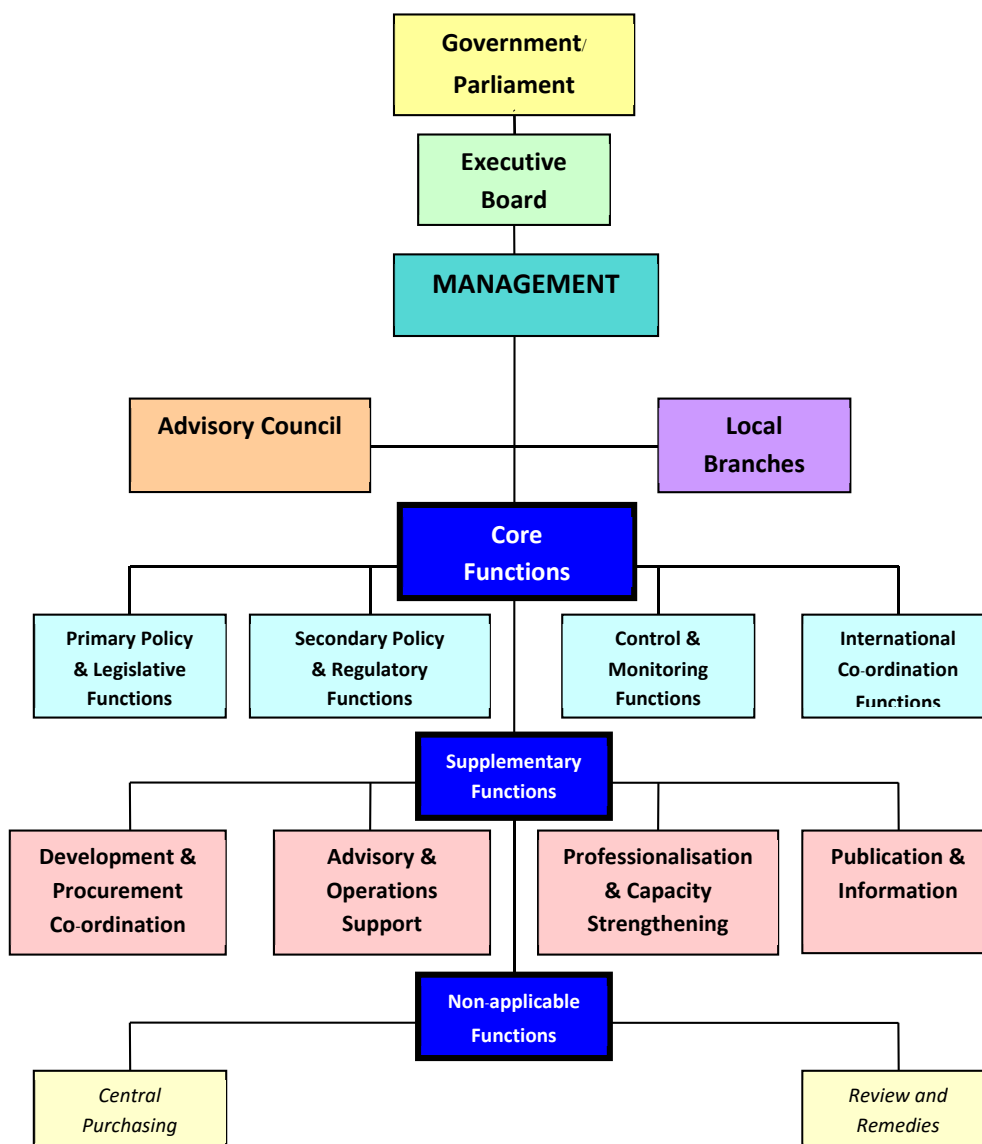 Government/
Parliament
Executive
Board
MANAGEMENT
Advisory Council
Local
Branches
Core
Functions
Primary Policy
& Legislative
Functions
Secondary Policy
& Regulatory
Functions
Control &
Monitoring
Functions
International
Co-ordination
Functions
Supplementary
Functions
Development &
Procurement
Co-ordination
Advisory &
Operations
Support
Professionalisation
& Capacity
Strengthening
Publication &
Information
Non-applicable
Functions
Central
Purchasing
Review and
Remedies